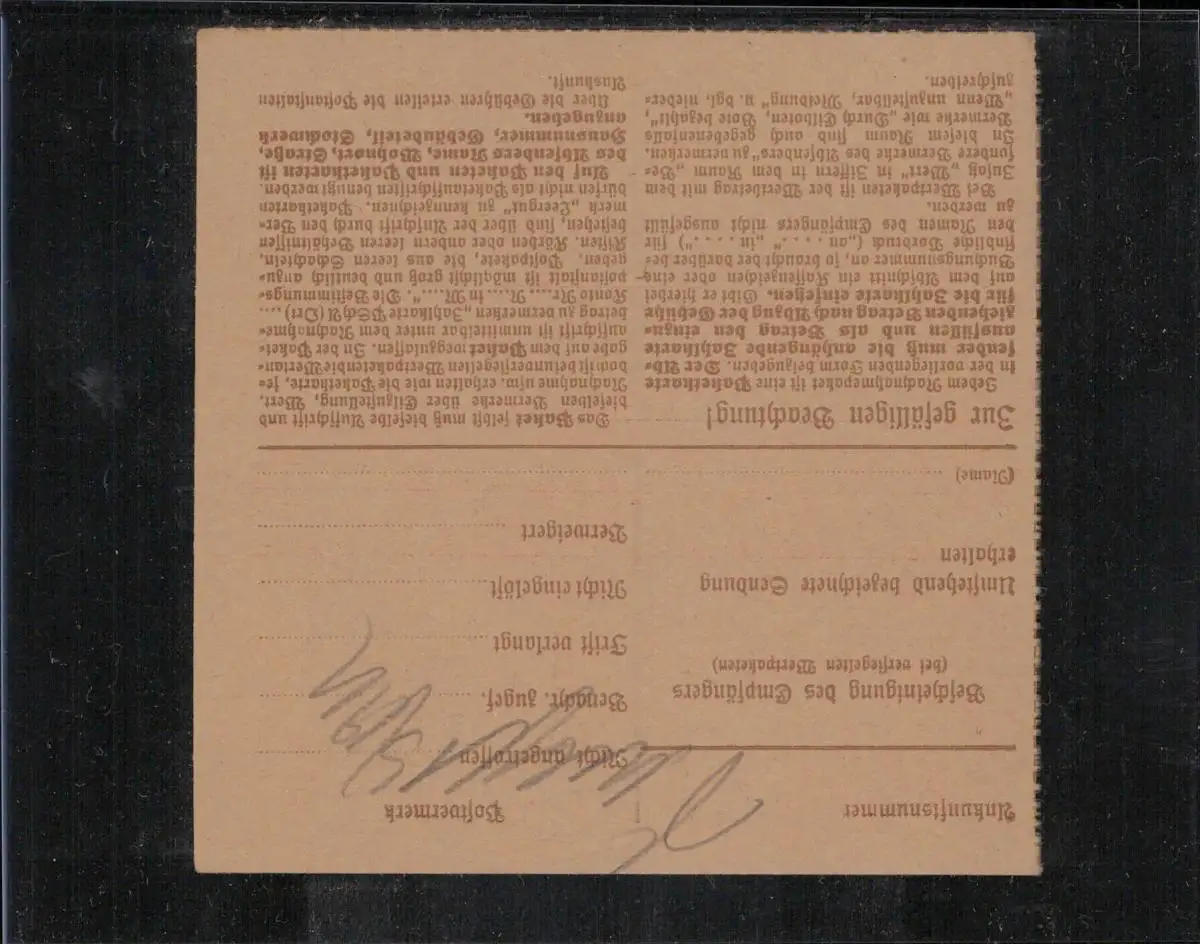 Ankunftsnummer
Bescheinigung des Empfängers
(bei versiegelten Wertpaketen)
Umstehend bezeichnete Sendung
erhalten
(Name)
Postvermerk
Nicht angetroffen
Benachr. zugest.
Frist verlangt
Nicht eingelöst
Verweigert
Zur gefälligen Beachtung!
Jedem Nachnahmepaket ist eine Paketkarte
in der vorliegenden Form beizugeben. Der Ab-
sender muß die anhängende Zahlkarte
ausfüllen und als Betrag den einzu-
ziehenden Betrag nach Abzug der Gebühr
für die Zahlkarte einsetzen. Gibt er hierbei
auf dem Abschnitt ein Kassenzeichen oder eine
Buchungsnummer an, so braucht der darüber be-
findliche Vordruck („an . . . .“ „in . . . .“) für
den Namen des Empfängers nicht ausgefüllt
zu werden.
Bei Wertpaketen ist der Wertbetrag mit dem
Zusatz „Wert“ in Ziffern in dem Raum „Be-
sondere Vermerke des Absenders“ zu vermerken.
In diesem Raum sind auch gegebenenfalls
Vermerke wie „Durch Eilboten, Bote bezahlt“,
„Wenn unzustellbar, Meldung“ u. dgl. nieder-
zuschreiben.
Das Paket selbst muß dieselbe Aufschrift und
dieselben Vermerke über Eilzustellung, Wert,
Nachnahme usw. erhalten wie die Paketkarte, je-
doch ist bei unversiegelten Wertpaketen die Wertan-
gabe auf dem Paket wegzulassen. In der Paket-
aufschrift ist unmittelbar unter dem Nachnahme-
betrag zu vermerken „Zahlkarte PSchA (Ort) ....
Konto Nr. .... N. .... in M. ....“. Die Bestimmungs-
postanstalt ist möglichst groß und deutlich anzu-
geben. Postpakete, die aus leeren Schachteln,
Kisten, Körben oder andern leeren Behältnissen
bestehen, sind über der Aufschrift durch den Ver-
merk „Leergut“ zu kennzeichnen. Paketkarten
dürfen nicht als Paketaufschriften benutzt werden.
Auf den Paketen und Paketkarten ist
des Absenders Name, Wohnort, Straße,
Hausnummer, Gebäudeteil, Stockwerk
anzugeben.
Über die Gebühren erteilen die Postanstalten
Auskunft.